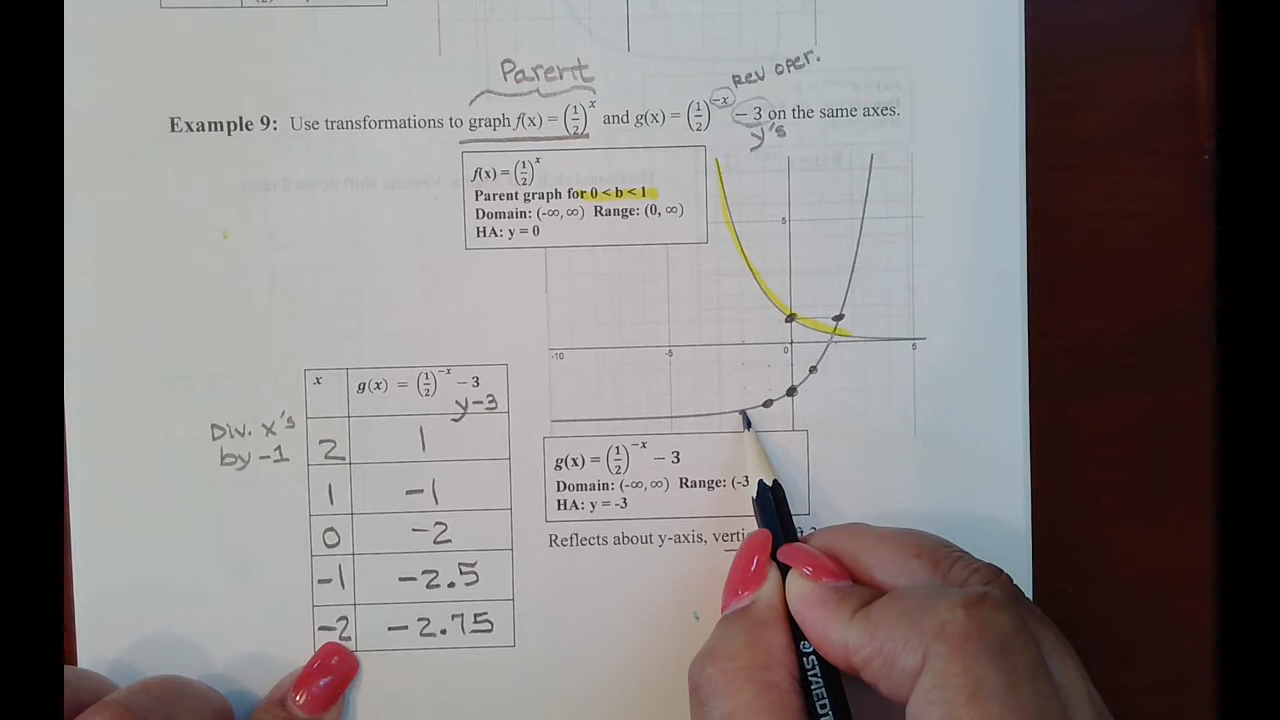 Parent
Rev oper.
Example 9: Use transformations to graph f(x) = (1/2)^x and g(x) = (1/2)^-x - 3 on the same axes.
y's
f(x) = (1/2)^x
Parent graph for 0 < b < 1
Domain: (-∞, ∞) Range: (0, ∞)
HA: y = 0
5
-10 -5 0 5
x g(x) = (1/2)^-x - 3
y-3
Div. x's
by -1
2 1
1 -1
0 -2
-1 -2.5
-2 -2.75
g(x) = (1/2)^-x - 3
Domain: (-∞, ∞) Range: (-3
HA: y = -3
Reflects about y-axis,
STAEDT